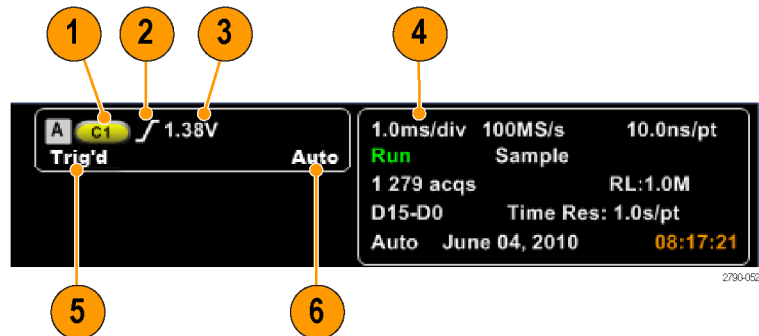 1 2 3 4
A C1 1.38V
Trig'd Auto
1.0ms/div 100MS/s 10.0ns/pt
Run Sample
1 279 acqs RL:1.0M
D15-D0 Time Res: 1.0s/pt
Auto June 04, 2010 08:17:21
2790-052
5 6